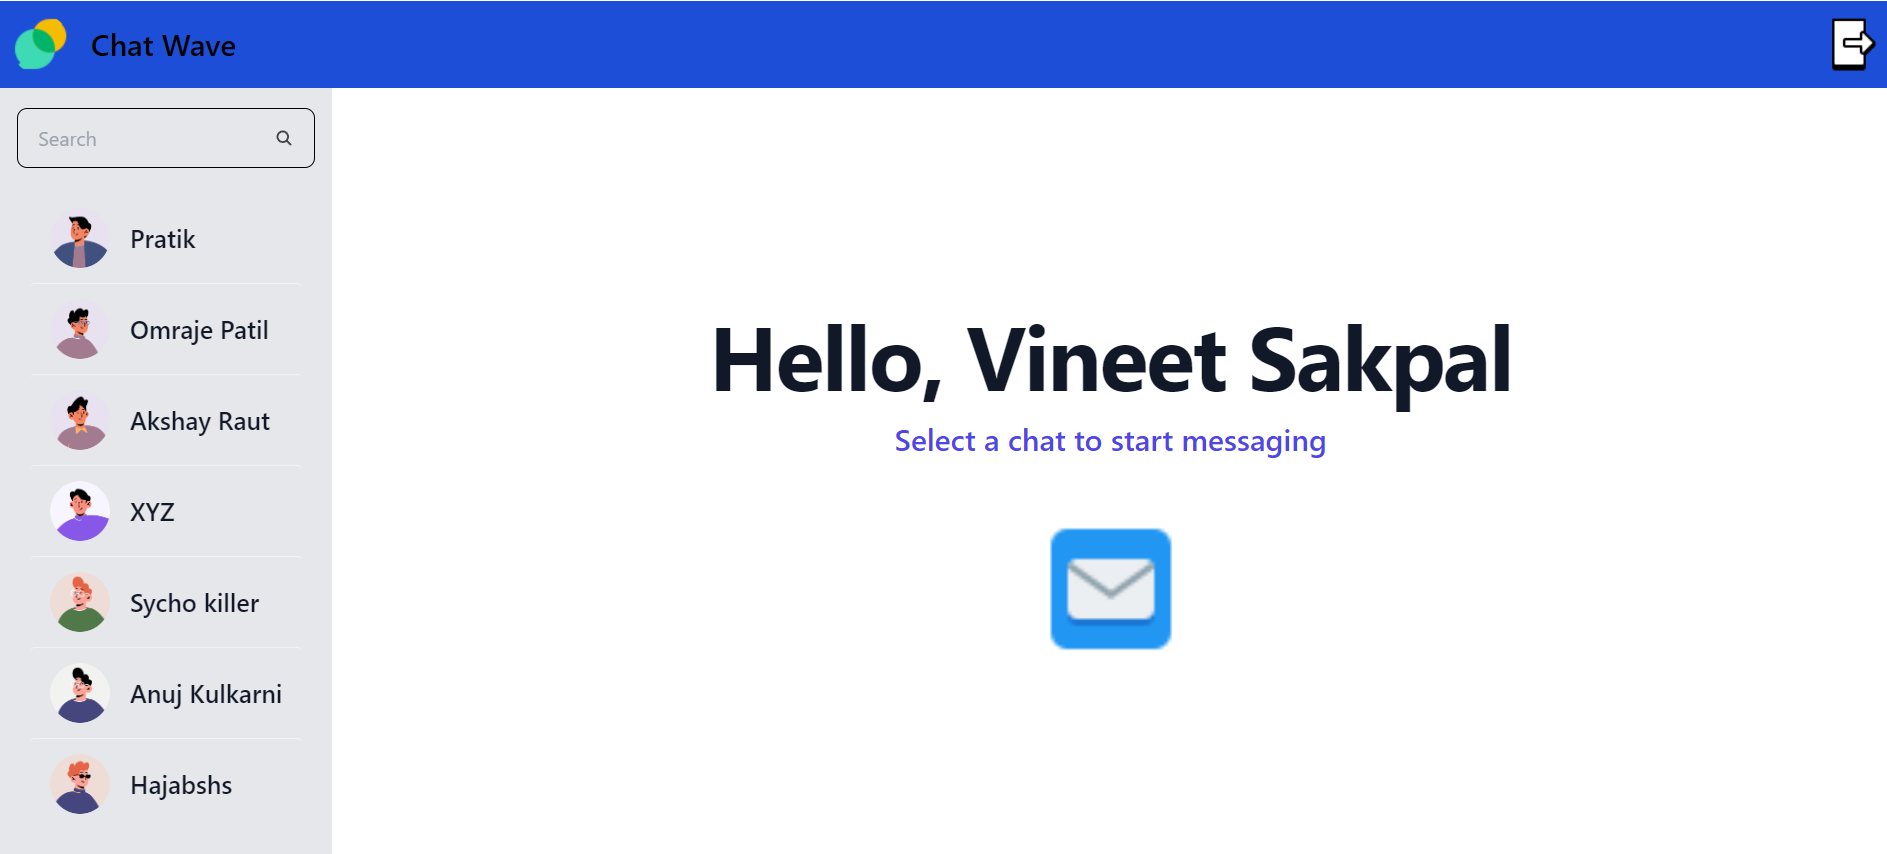 Chat Wave
Search
Pratik
Omraje Patil
Akshay Raut
XYZ
Sycho killer
Anuj Kulkarni
Hajabshs
Hello, Vineet Sakpal
Select a chat to start messaging